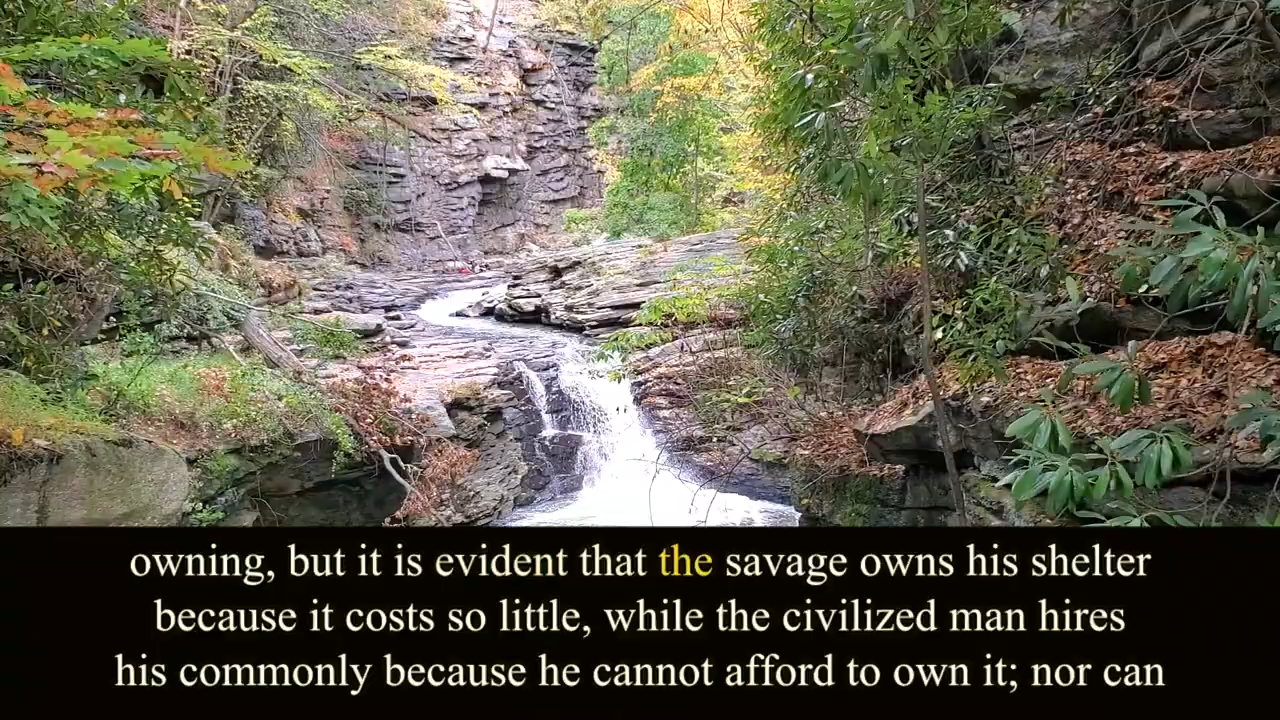 owning, but it is evident that the savage owns his shelter
because it costs so little, while the civilized man hires
his commonly because he cannot afford to own it; nor can